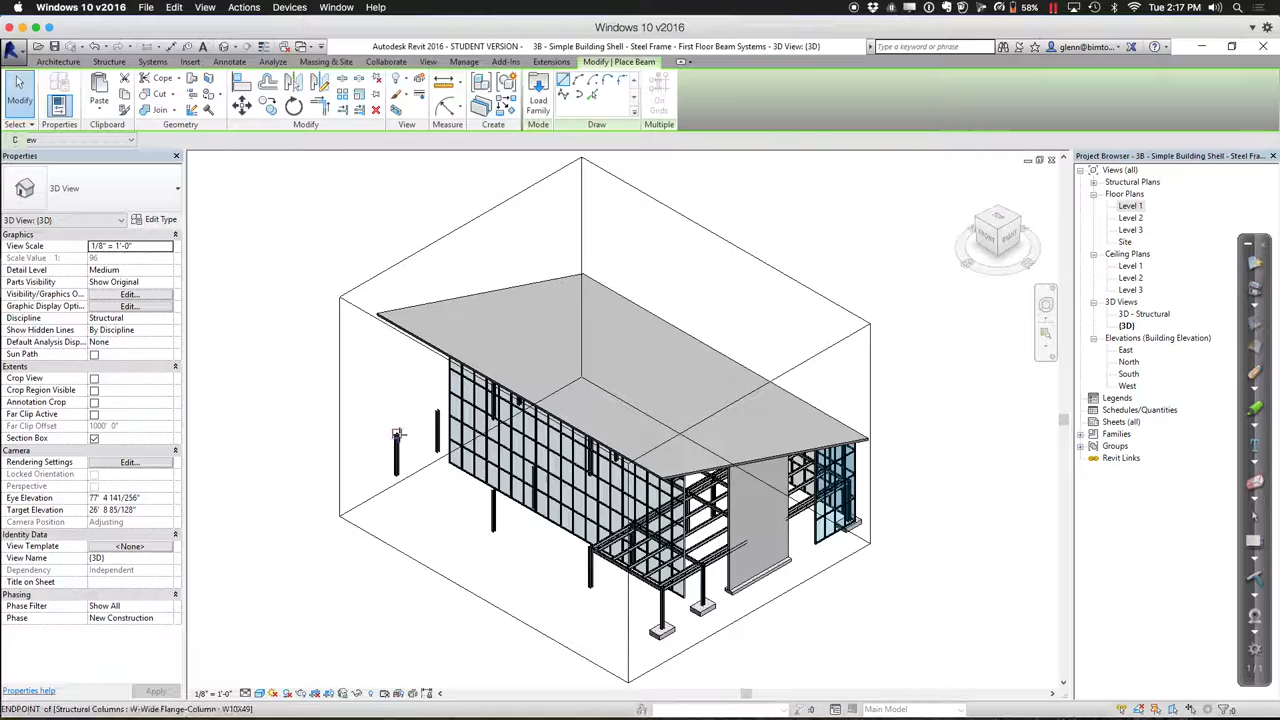 File Edit View Actions Devices Window Help
58% Tue 2:17 PM
Windows 10 v2016
Autodesk Revit 2016 - STUDENT VERSION - 3B - Simple Building Shell - Steel Frame - First Floor Beam Systems - 3D View: {3D}
Type a keyword or phrase
glenn@bimto...
Architecture Structure Systems Insert Annotate Analyze Massing & Site Collaborate View Manage Add-Ins Extensions Modify | Place Beam
Modify
Paste
Cope
Cut
Join
Load Family
On Grids
Select Properties Clipboard Geometry Modify View Measure Create Mode Draw Multiple
Properties
3D View
3D View: {3D} Edit Type
Graphics
View Scale 1/8" = 1'-0"
Scale Value 1: 96
Detail Level Medium
Parts Visibility Show Original
Visibility/Graphics O... Edit...
Graphic Display Opti... Edit...
Discipline Structural
Show Hidden Lines By Discipline
Default Analysis Disp... None
Sun Path
Extents
Crop View
Crop Region Visible
Annotation Crop
Far Clip Active
Far Clip Offset 1000' 0"
Section Box
Camera
Rendering Settings Edit...
Locked Orientation
Perspective
Eye Elevation 77' 4 141/256"
Target Elevation 26' 8 85/128"
Camera Position Adjusting
Identity Data
View Template <None>
View Name {3D}
Dependency Independent
Title on Sheet
Phasing
Phase Filter Show All
Phase New Construction
Properties help Apply
TOP
FRONT
RIGHT
Project Browser - 3B - Simple Building Shell - Steel Fra...
Views (all)
Structural Plans
Floor Plans
Level 1
Level 2
Level 3
Site
Ceiling Plans
Level 1
Level 2
Level 3
3D Views
3D - Structural
{3D}
Elevations (Building Elevation)
East
North
South
West
Legends
Schedules/Quantities
Sheets (all)
Families
Groups
Revit Links
1/8" = 1'-0"
ENDPOINT of [Structural Columns : W-Wide Flange-Column : W10X49]
:0
Main Model
:0